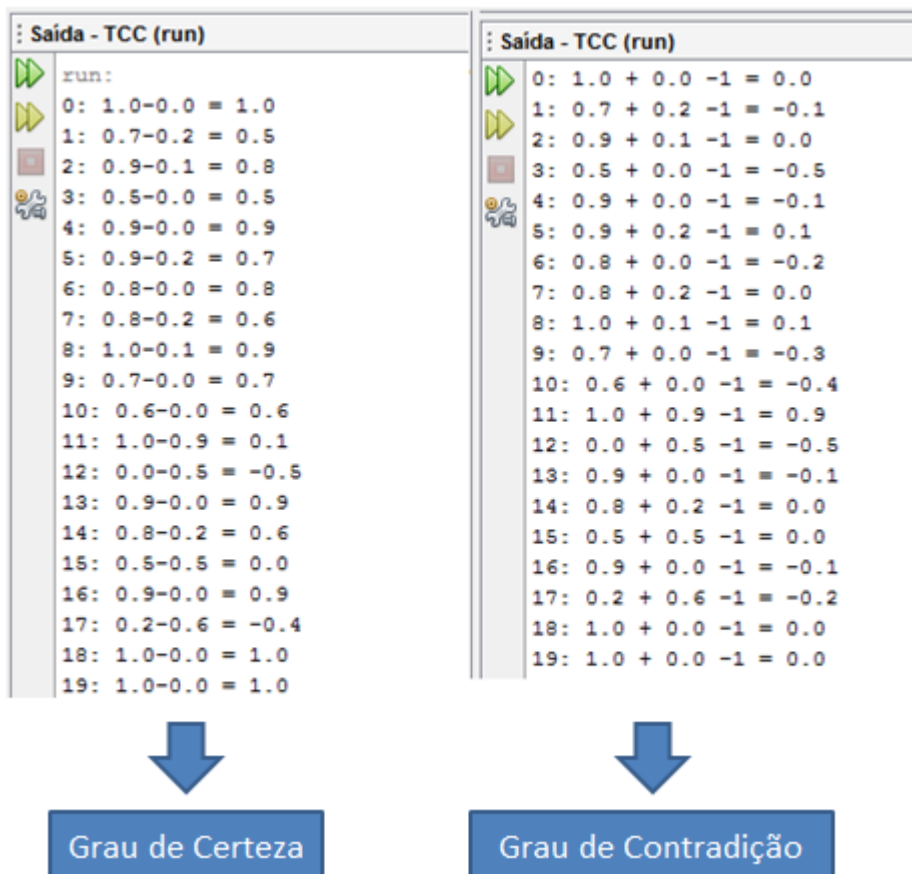 Saída - TCC (run)
run:
0: 1.0-0.0 = 1.0
1: 0.7-0.2 = 0.5
2: 0.9-0.1 = 0.8
3: 0.5-0.0 = 0.5
4: 0.9-0.0 = 0.9
5: 0.9-0.2 = 0.7
6: 0.8-0.0 = 0.8
7: 0.8-0.2 = 0.6
8: 1.0-0.1 = 0.9
9: 0.7-0.0 = 0.7
10: 0.6-0.0 = 0.6
11: 1.0-0.9 = 0.1
12: 0.0-0.5 = -0.5
13: 0.9-0.0 = 0.9
14: 0.8-0.2 = 0.6
15: 0.5-0.5 = 0.0
16: 0.9-0.0 = 0.9
17: 0.2-0.6 = -0.4
18: 1.0-0.0 = 1.0
19: 1.0-0.0 = 1.0
Grau de Certeza
Saída - TCC (run)
0: 1.0 + 0.0 -1 = 0.0
1: 0.7 + 0.2 -1 = -0.1
2: 0.9 + 0.1 -1 = 0.0
3: 0.5 + 0.0 -1 = -0.5
4: 0.9 + 0.0 -1 = -0.1
5: 0.9 + 0.2 -1 = 0.1
6: 0.8 + 0.0 -1 = -0.2
7: 0.8 + 0.2 -1 = 0.0
8: 1.0 + 0.1 -1 = 0.1
9: 0.7 + 0.0 -1 = -0.3
10: 0.6 + 0.0 -1 = -0.4
11: 1.0 + 0.9 -1 = 0.9
12: 0.0 + 0.5 -1 = -0.5
13: 0.9 + 0.0 -1 = -0.1
14: 0.8 + 0.2 -1 = 0.0
15: 0.5 + 0.5 -1 = 0.0
16: 0.9 + 0.0 -1 = -0.1
17: 0.2 + 0.6 -1 = -0.2
18: 1.0 + 0.0 -1 = 0.0
19: 1.0 + 0.0 -1 = 0.0
Grau de Contradição